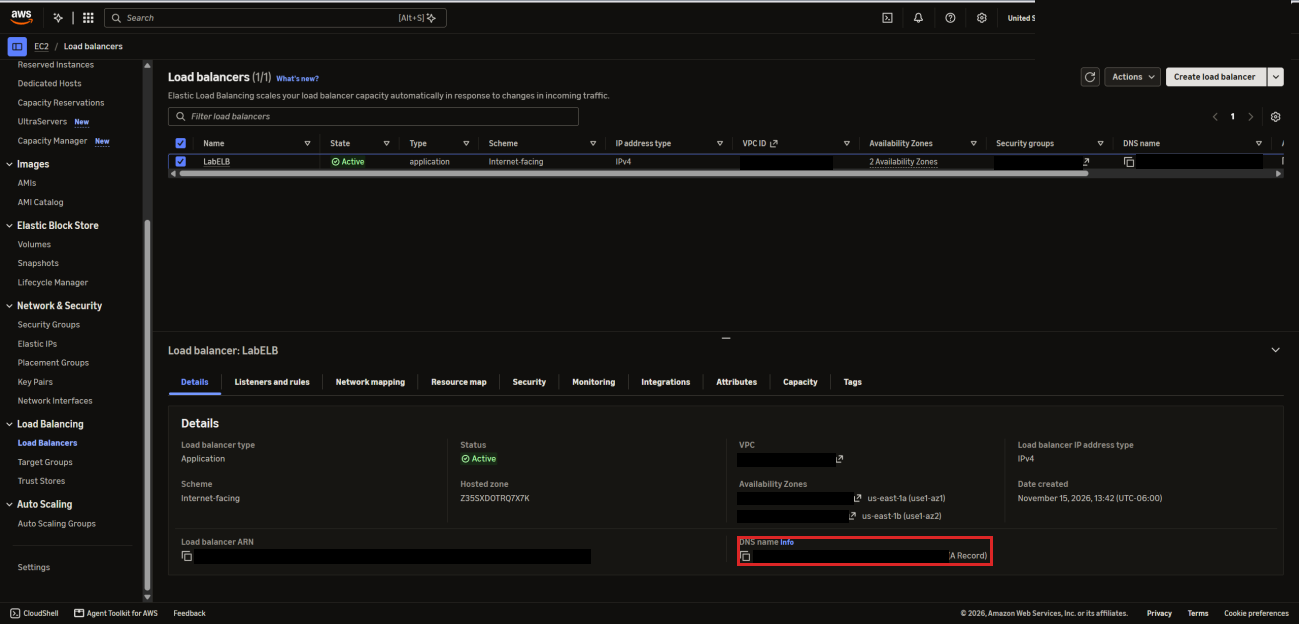 aws
Search [Alt+S]
United S
EC2 / Load balancers
Reserved Instances
Dedicated Hosts
Capacity Reservations
UltraServers New
Capacity Manager New
Images
AMIs
AMI Catalog
Elastic Block Store
Volumes
Snapshots
Lifecycle Manager
Network & Security
Security Groups
Elastic IPs
Placement Groups
Key Pairs
Network Interfaces
Load Balancing
Load Balancers
Target Groups
Trust Stores
Auto Scaling
Auto Scaling Groups
Settings
Load balancers (1/1) What's new?
Actions
Create load balancer
Elastic Load Balancing scales your load balancer capacity automatically in response to changes in incoming traffic.
Filter load balancers
1
Name State Type Scheme IP address type VPC ID Availability Zones Security groups DNS name
LabELB Active application Internet-facing IPv4 2 Availability Zones
Load balancer: LabELB
Details Listeners and rules Network mapping Resource map Security Monitoring Integrations Attributes Capacity Tags
Details
Load balancer type
Application
Status
Active
VPC
Load balancer IP address type
IPv4
Scheme
Internet-facing
Hosted zone
Z35SXDOTRQ7X7K
Availability Zones
us-east-1a (use1-az1)
us-east-1b (use1-az2)
Date created
November 15, 2026, 13:42 (UTC-06:00)
Load balancer ARN
DNS name Info
(A Record)
CloudShell Agent Toolkit for AWS Feedback
© 2026, Amazon Web Services, Inc. or its affiliates. Privacy Terms Cookie preferences